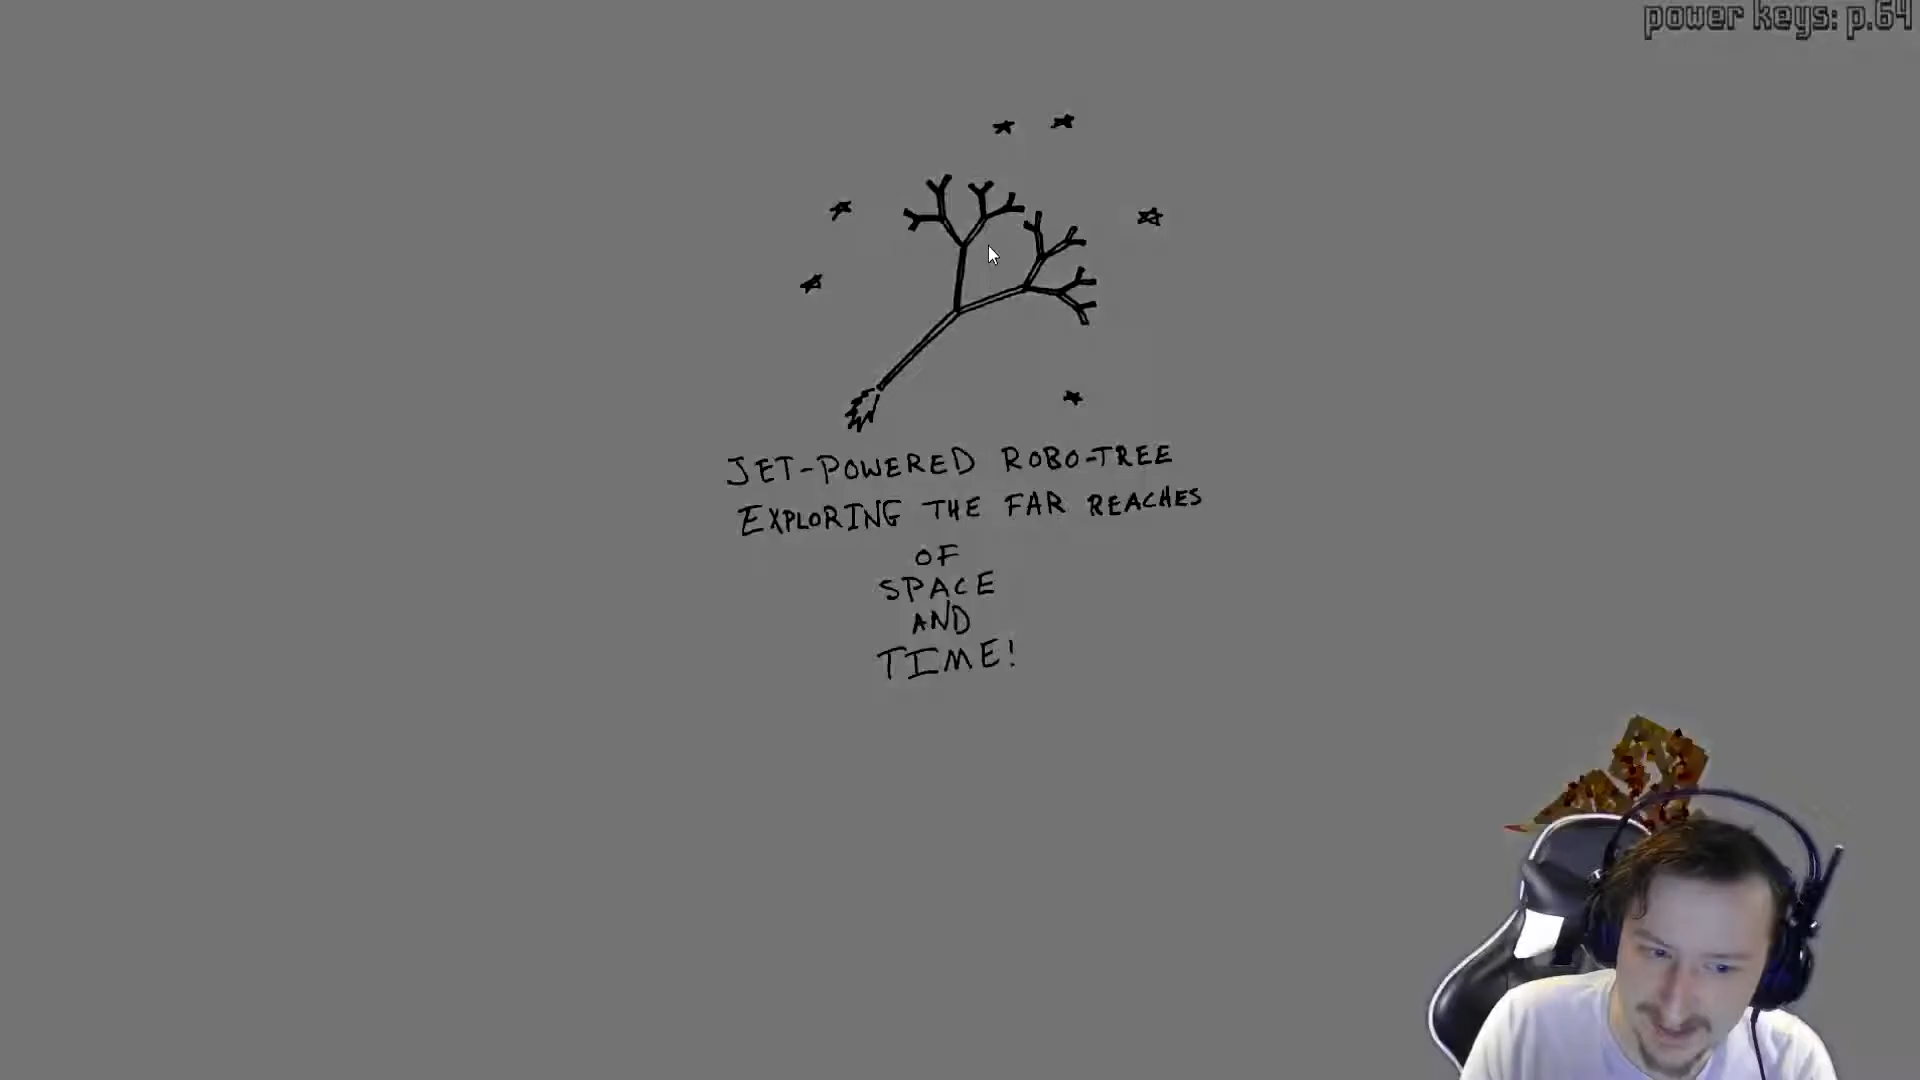 power keys: p.64
JET-POWERED ROBO-TREE
EXPLORING THE FAR REACHES
OF
SPACE
AND
TIME!